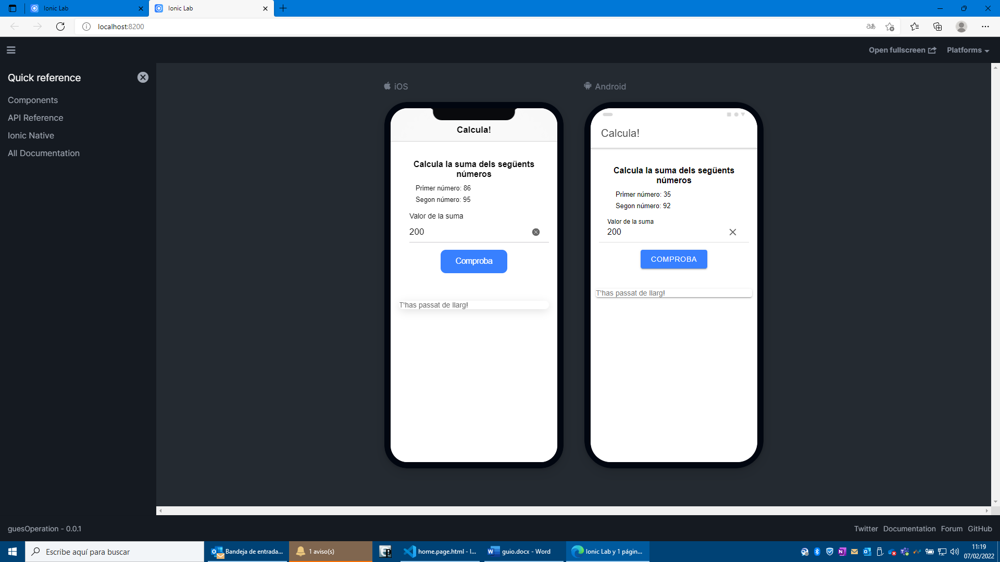 Ionic Lab
Ionic Lab
localhost:8200
aあ
Open fullscreen
Platforms
Quick reference
Components
API Reference
Ionic Native
All Documentation
iOS
Calcula!
Calcula la suma dels següents
números
Primer número: 86
Segon número: 95
Valor de la suma
200
Comproba
T'has passat de llarg!
Android
Calcula!
Calcula la suma dels següents
números
Primer número: 35
Segon número: 92
Valor de la suma
200
COMPROBA
T'has passat de llarg!
guesOperation - 0.0.1
Twitter Documentation Forum GitHub
Escribe aquí para buscar
Bandeja de entrada...
1 aviso(s)
home.page.html - I...
guio.docx - Word
Ionic Lab y 1 págin...
11:19
07/02/2022